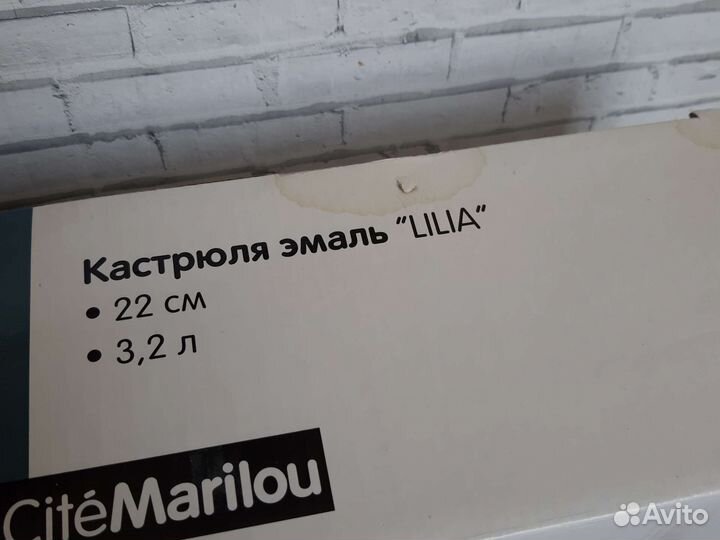 Кастрюля эмаль "LILIA"
• 22 см
• 3,2 л
CitéMarilou
Avito